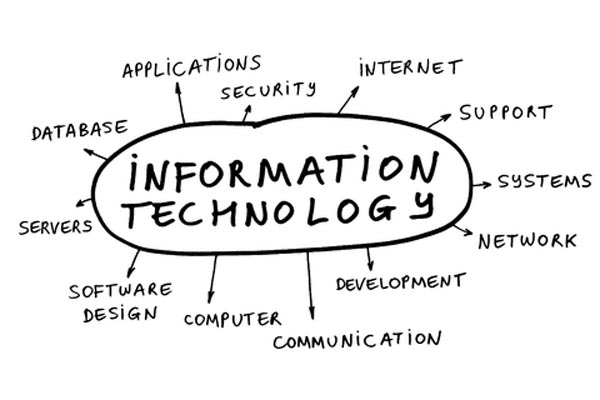 APPLICATIONS
SECURITY
INTERNET
DATABASE
SUPPORT
INFORMATION
TECHNOLOGY
SYSTEMS
SERVERS
NETWORK
SOFTWARE
DESIGN
COMPUTER
DEVELOPMENT
COMMUNICATION